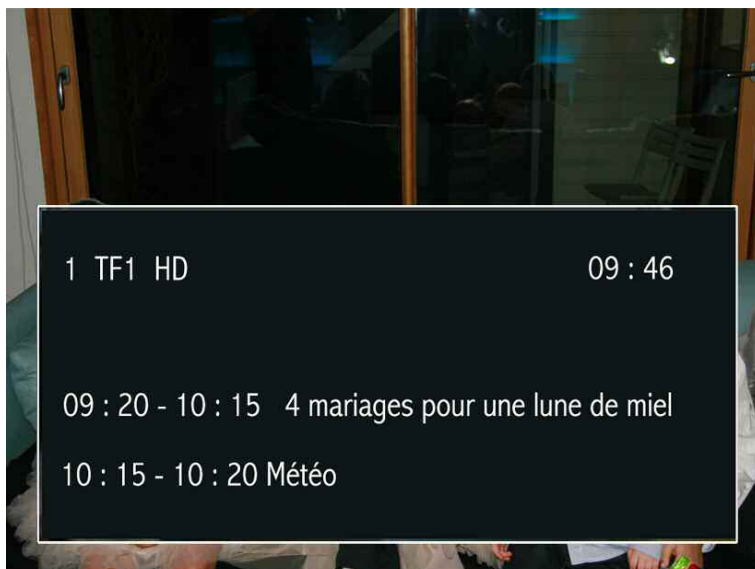 1 TF1 HD 09 : 46
09 : 20 - 10 : 15 4 mariages pour une lune de miel
10 : 15 - 10 : 20 Météo